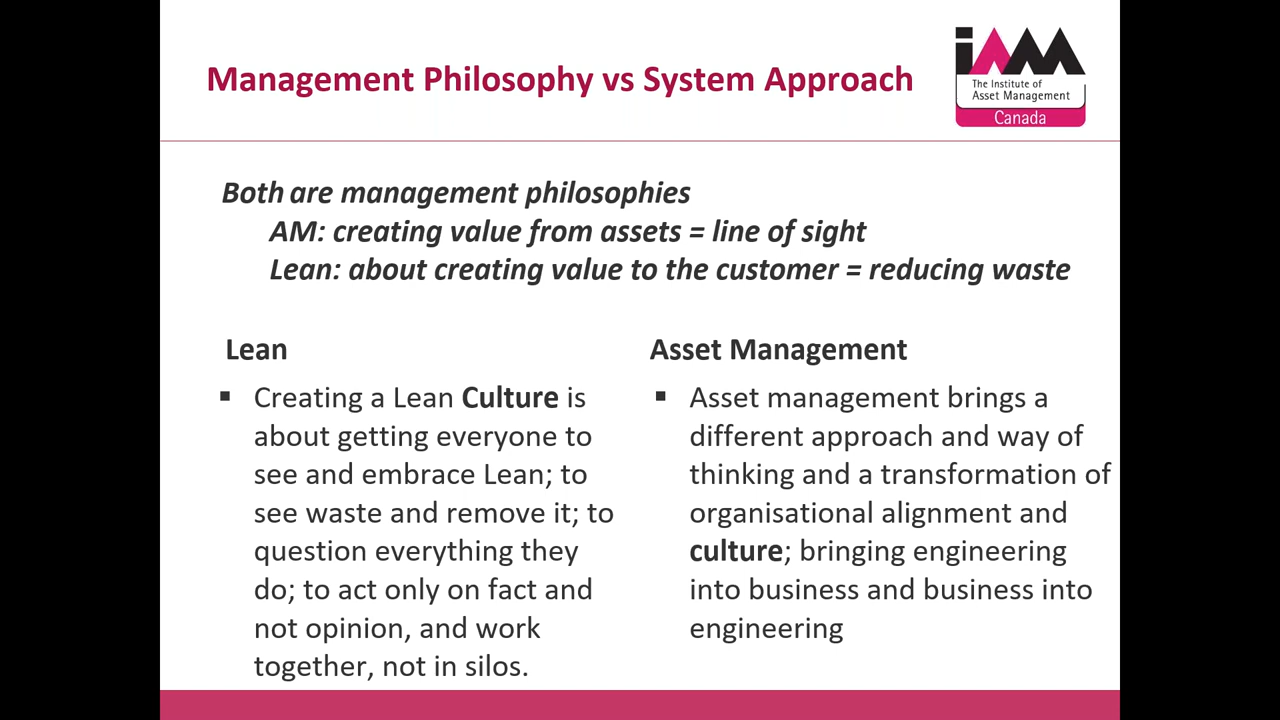 Management Philosophy vs System Approach
iAM
The Institute of
Asset Management
Canada
Both are management philosophies
AM: creating value from assets = line of sight
Lean: about creating value to the customer = reducing waste
Lean
▪ Creating a Lean Culture is
about getting everyone to
see and embrace Lean; to
see waste and remove it; to
question everything they
do; to act only on fact and
not opinion, and work
together, not in silos.
Asset Management
▪ Asset management brings a
different approach and way of
thinking and a transformation of
organisational alignment and
culture; bringing engineering
into business and business into
engineering